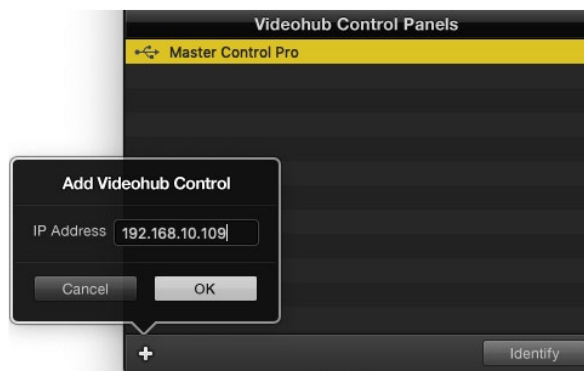 Videohub Control Panels
Master Control Pro
Add Videohub Control
IP Address 192.168.10.109
Cancel OK
+ Identify